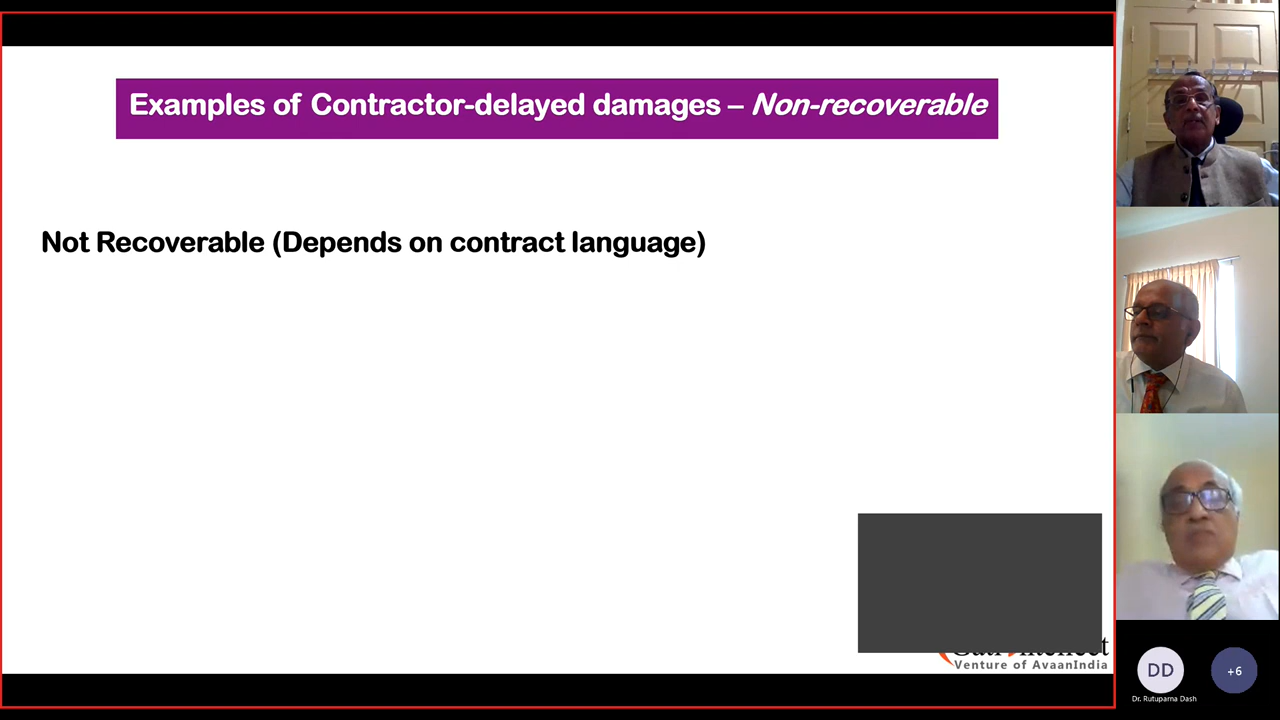 Examples of Contractor-delayed damages – Non-recoverable
Not Recoverable (Depends on contract language)
Venture of AvaanIndia
DD
+6
Dr. Rutuparna Dash